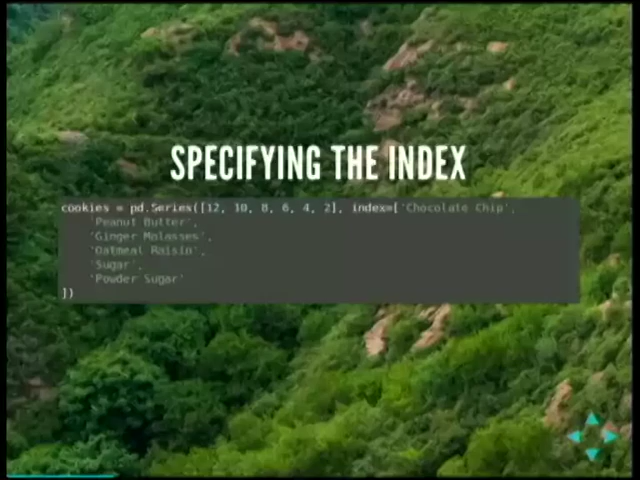 SPECIFYING THE INDEX
cookies = pd.Series([12, 10, 8, 6, 4, 2], index=['Chocolate Chip',
'Peanut Butter',
'Ginger Molasses',
'Oatmeal Raisin',
'Sugar',
'Powder Sugar'
])